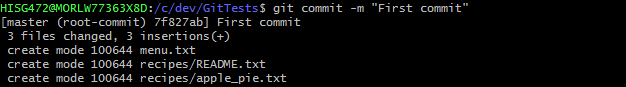 HISG472@MORLW77363X8D:/c/dev/GitTests$ git commit -m "First commit"
[master (root-commit) 7f827ab] First commit
 3 files changed, 3 insertions(+)
 create mode 100644 menu.txt
 create mode 100644 recipes/README.txt
 create mode 100644 recipes/apple_pie.txt